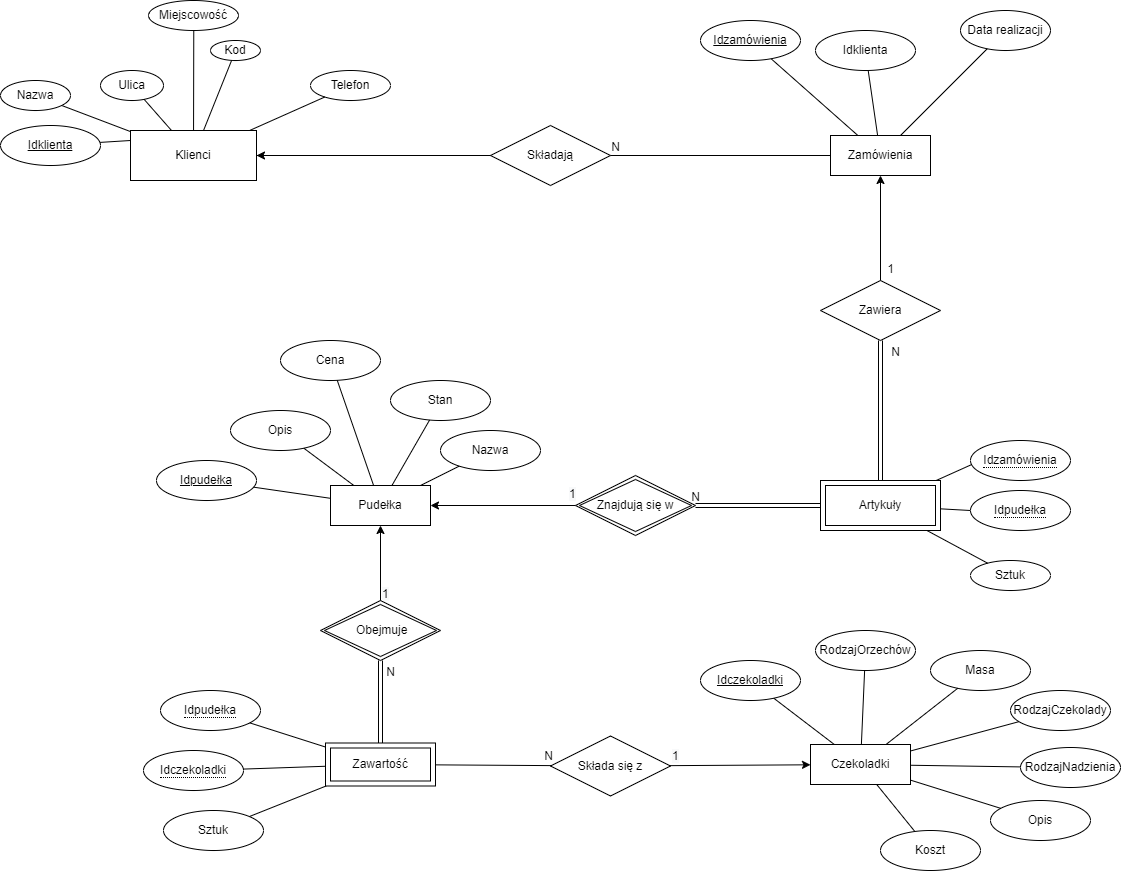 Miejscowość
Kod
Ulica
Telefon
Nazwa
Idklienta
Klienci
Składają
N
Idzamówienia
Idklienta
Data realizacji
Zamówienia
1
Zawiera
N
Cena
Stan
Opis
Nazwa
Idpudełka
Pudełka
1
Znajdują się w
N
Artykuły
Idzamówienia
Idpudełka
Sztuk
1
Obejmuje
N
Idpudełka
Idczekoladki
Sztuk
Zawartość
N
Składa się z
1
Czekoladki
Idczekoladki
RodzajOrzechów
Masa
RodzajCzekolady
RodzajNadzienia
Opis
Koszt